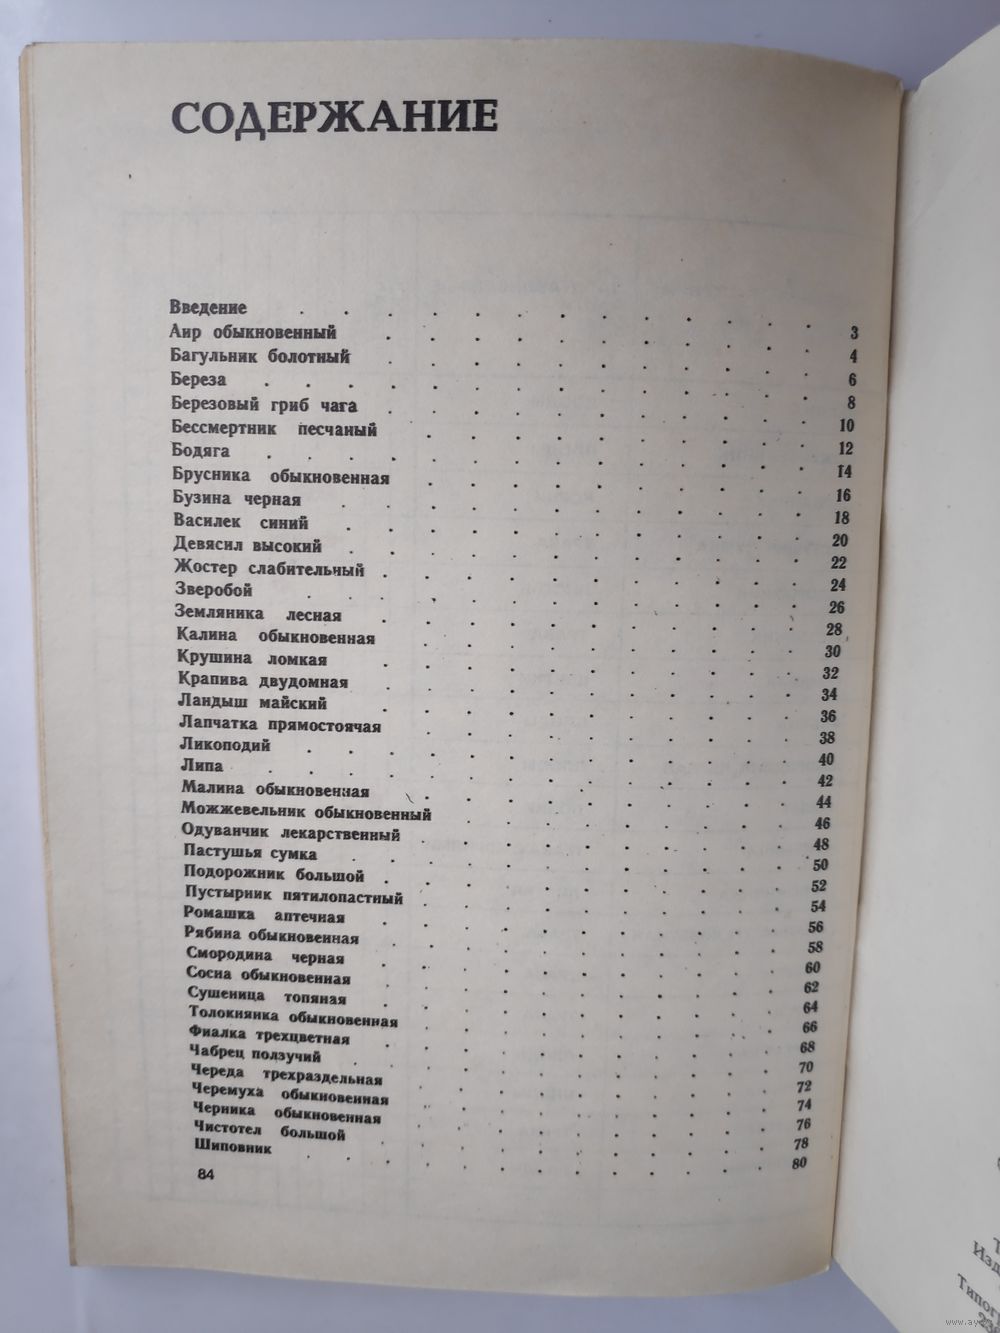 СОДЕРЖАНИЕ
Введение . . . . . . . . . . . . . 3
Аир обыкновенный . . . . . . . . . . . 4
Багульник болотный . . . . . . . . . . . 6
Береза . . . . . . . . . . . . . . 8
Березовый гриб чага . . . . . . . . . . . 10
Бессмертник песчаный . . . . . . . . . . 12
Бодяга . . . . . . . . . . . . . . 14
Брусника обыкновенная . . . . . . . . . . 16
Бузина черная . . . . . . . . . . . . 18
Василек синий . . . . . . . . . . . . 20
Девясил высокий . . . . . . . . . . . . 22
Жостер слабительный . . . . . . . . . . . 24
Зверобой . . . . . . . . . . . . . 26
Земляника лесная . . . . . . . . . . . 28
Калина обыкновенная . . . . . . . . . . 30
Крушина ломкая . . . . . . . . . . . 32
Крапива двудомная . . . . . . . . . . . 34
Ландыш майский . . . . . . . . . . . 36
Лапчатка прямостоячая . . . . . . . . . . 38
Ликоподий . . . . . . . . . . . . . 40
Липа . . . . . . . . . . . . . . 42
Малина обыкновенная . . . . . . . . . . 44
Можжевельник обыкновенный . . . . . . . . . 46
Одуванчик лекарственный . . . . . . . . . . 48
Пастушья сумка . . . . . . . . . . . . 50
Подорожник большой . . . . . . . . . . . 52
Пустырник пятилопастный . . . . . . . . . . 54
Ромашка аптечная . . . . . . . . . . . 56
Рябина обыкновенная . . . . . . . . . . . 58
Смородина черная . . . . . . . . . . . 60
Сосна обыкновенная . . . . . . . . . . . 62
Сушеница топяная . . . . . . . . . . . 64
Толокнянка обыкновенная . . . . . . . . . . 66
Фиалка трехцветная . . . . . . . . . . . 68
Чабрец ползучий . . . . . . . . . . . 70
Череда трехраздельная . . . . . . . . . . 72
Черемуха обыкновенная . . . . . . . . . . 74
Черника обыкновенная . . . . . . . . . . 76
Чистотел большой . . . . . . . . . . . 78
Шиповник . . . . . . . . . . . . . 80
84
Изд
Типог